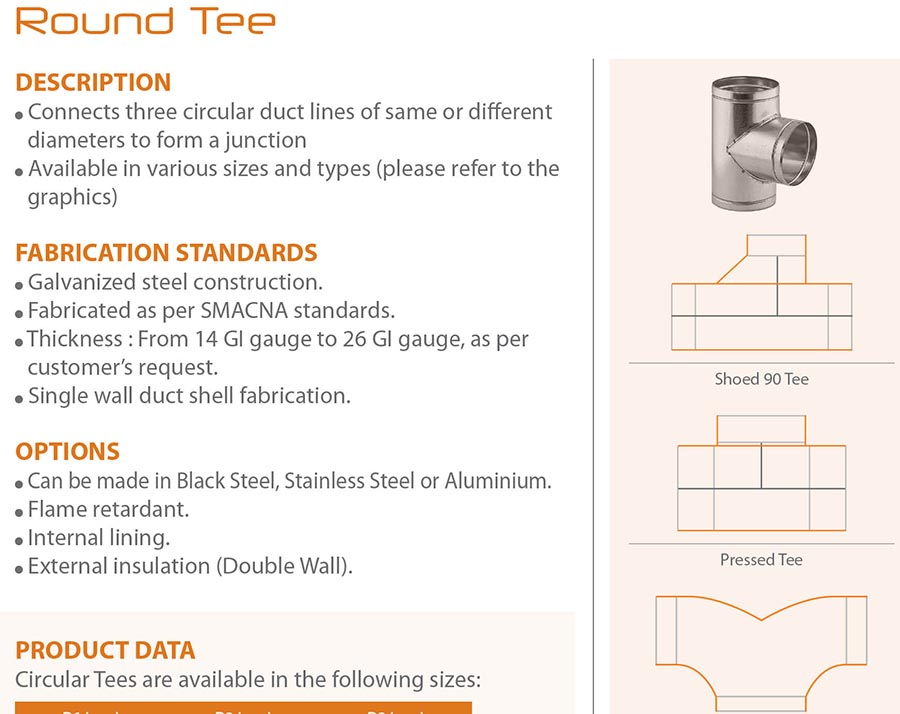 Round Tee
DESCRIPTION
• Connects three circular duct lines of same or different
diameters to form a junction
• Available in various sizes and types (please refer to the
graphics)
FABRICATION STANDARDS
• Galvanized steel construction.
• Fabricated as per SMACNA standards.
• Thickness : From 14 GI gauge to 26 GI gauge, as per
customer’s request.
• Single wall duct shell fabrication.
OPTIONS
• Can be made in Black Steel, Stainless Steel or Aluminium.
• Flame retardant.
• Internal lining.
• External insulation (Double Wall).
PRODUCT DATA
Circular Tees are available in the following sizes:
Shoed 90 Tee
Pressed Tee